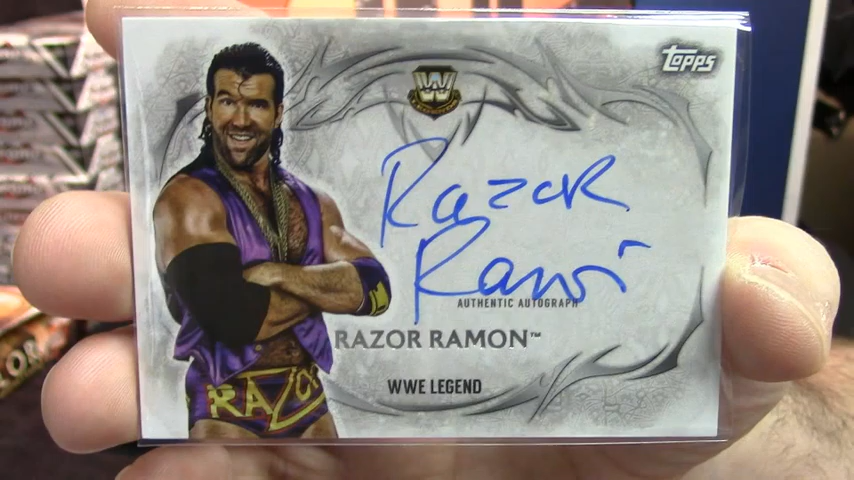 Topps
W
Razor
Ramon
AUTHENTIC AUTOGRAPH
RAZOR RAMON™
WWE LEGEND
RAZOR